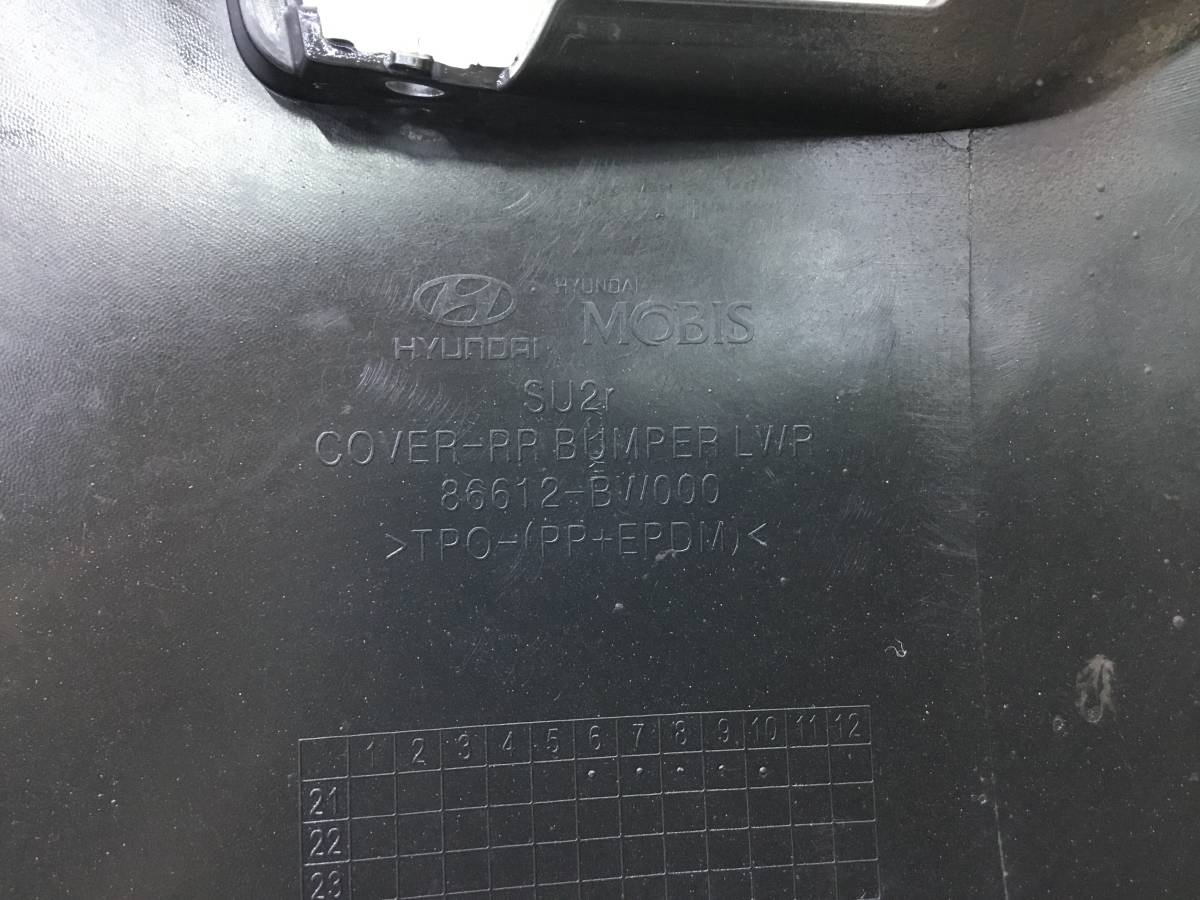 HYUNDAI
HYUNDAI
MOBIS
SU2r
COVER-RR BUMPER LWR
86612-BW000
>TPO-(PP+EPDM)<
1 2 3 4 5 6 7 8 9 10 11 12
21
22
23